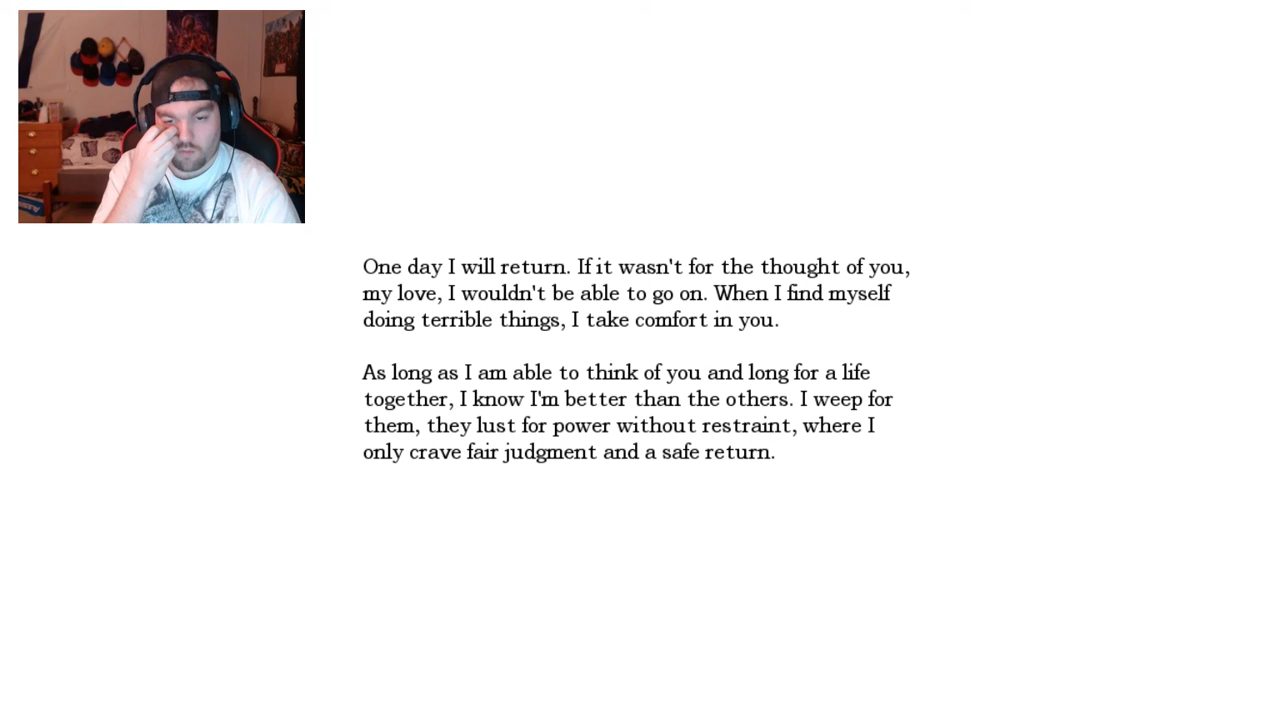 One day I will return. If it wasn't for the thought of you,
my love, I wouldn't be able to go on. When I find myself
doing terrible things, I take comfort in you.
As long as I am able to think of you and long for a life
together, I know I'm better than the others. I weep for
them, they lust for power without restraint, where I
only crave fair judgment and a safe return.